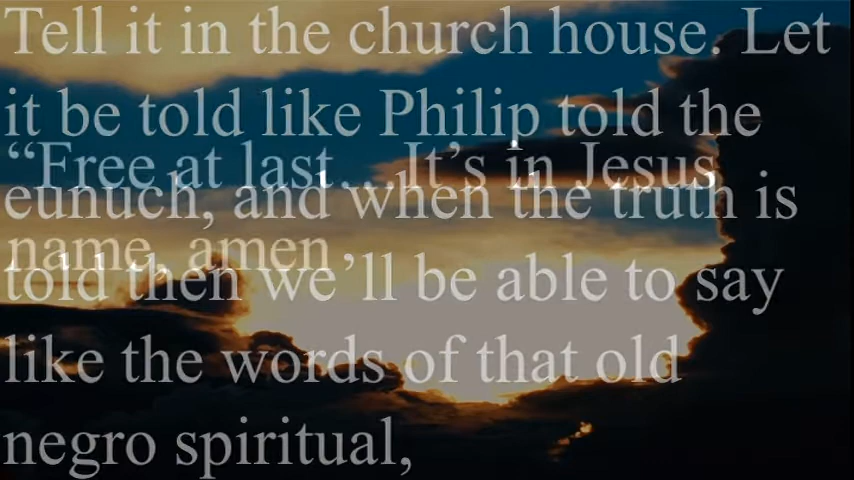 Tell it in the church house. Let
it be told like Philip told the
“Free at last… It’s in Jesus
eunuch, and when the truth is
name, amen
told then we’ll be able to say
like the words of that old
negro spiritual,